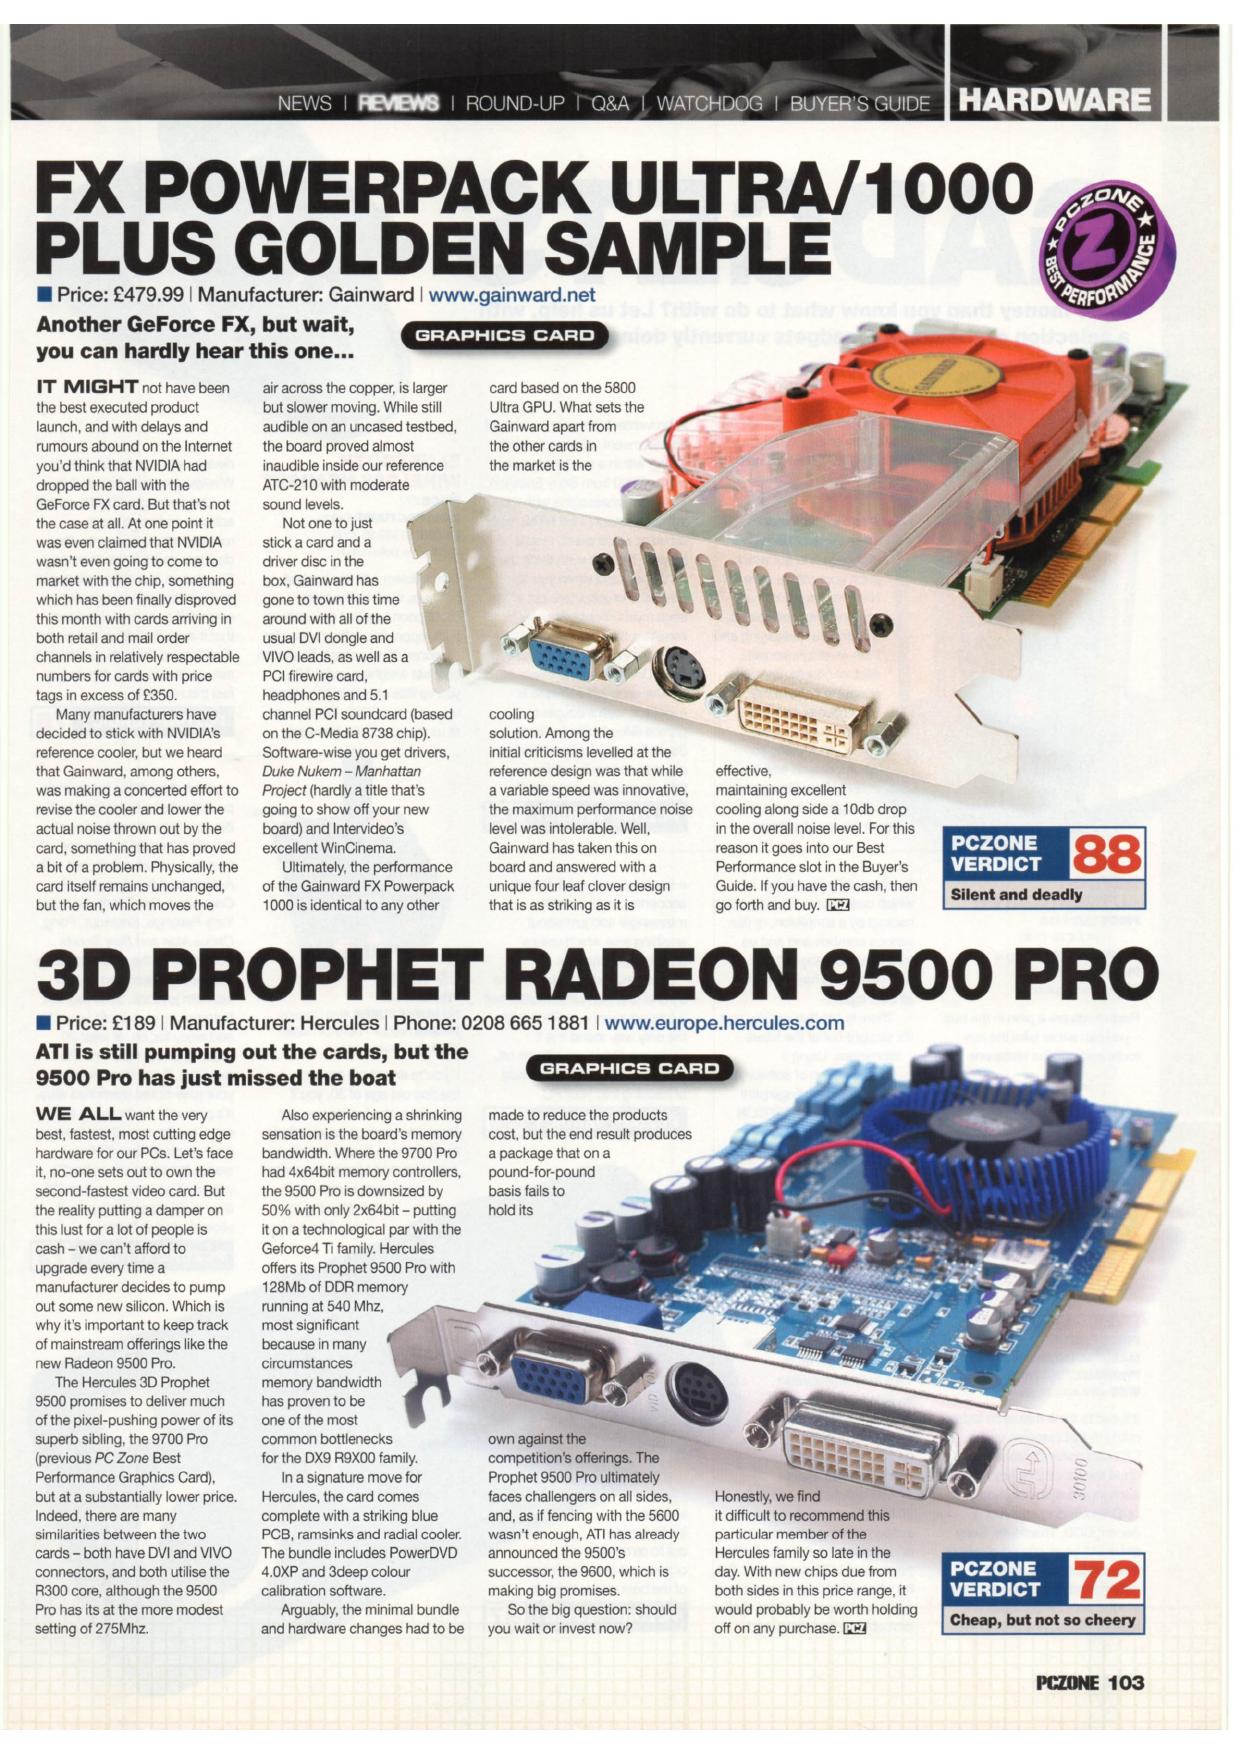 NEWS | REVIEWS | ROUND-UP | Q&A | WATCHDOG | BUYER'S GUIDE
HARDWARE
FX POWERPACK ULTRA/1000
PLUS GOLDEN SAMPLE
PCZONE
Z
BEST PERFORMANCE
Price: £479.99 | Manufacturer: Gainward | www.gainward.net
Another GeForce FX, but wait,
you can hardly hear this one...
GRAPHICS CARD
IT MIGHT not have been
the best executed product
launch, and with delays and
rumours abound on the Internet
you'd think that NVIDIA had
dropped the ball with the
GeForce FX card. But that's not
the case at all. At one point it
was even claimed that NVIDIA
wasn't even going to come to
market with the chip, something
which has been finally disproved
this month with cards arriving in
both retail and mail order
channels in relatively respectable
numbers for cards with price
tags in excess of £350.
Many manufacturers have
decided to stick with NVIDIA's
reference cooler, but we heard
that Gainward, among others,
was making a concerted effort to
revise the cooler and lower the
actual noise thrown out by the
card, something that has proved
a bit of a problem. Physically, the
card itself remains unchanged,
but the fan, which moves the
air across the copper, is larger
but slower moving. While still
audible on an uncased testbed,
the board proved almost
inaudible inside our reference
ATC-210 with moderate
sound levels.
Not one to just
stick a card and a
driver disc in the
box, Gainward has
gone to town this time
around with all of the
usual DVI dongle and
VIVO leads, as well as a
PCI firewire card,
headphones and 5.1
channel PCI soundcard (based
on the C-Media 8738 chip).
Software-wise you get drivers,
Duke Nukem – Manhattan
Project (hardly a title that's
going to show off your new
board) and Intervideo's
excellent WinCinema.
Ultimately, the performance
of the Gainward FX Powerpack
1000 is identical to any other
card based on the 5800
Ultra GPU. What sets the
Gainward apart from
the other cards in
the market is the
cooling
solution. Among the
initial criticisms levelled at the
reference design was that while
a variable speed was innovative,
the maximum performance noise
level was intolerable. Well,
Gainward has taken this on
board and answered with a
unique four leaf clover design
that is as striking as it is
effective,
maintaining excellent
cooling along side a 10db drop
in the overall noise level. For this
reason it goes into our Best
Performance slot in the Buyer's
Guide. If you have the cash, then
go forth and buy. PCZ
GAINWARD
PCZONE
VERDICT
88
Silent and deadly
3D PROPHET RADEON 9500 PRO
Price: £189 | Manufacturer: Hercules | Phone: 0208 665 1881 | www.europe.hercules.com
ATI is still pumping out the cards, but the
9500 Pro has just missed the boat
GRAPHICS CARD
WE ALL want the very
best, fastest, most cutting edge
hardware for our PCs. Let's face
it, no-one sets out to own the
second-fastest video card. But
the reality putting a damper on
this lust for a lot of people is
cash – we can't afford to
upgrade every time a
manufacturer decides to pump
out some new silicon. Which is
why it's important to keep track
of mainstream offerings like the
new Radeon 9500 Pro.
The Hercules 3D Prophet
9500 promises to deliver much
of the pixel-pushing power of its
superb sibling, the 9700 Pro
(previous PC Zone Best
Performance Graphics Card),
but at a substantially lower price.
Indeed, there are many
similarities between the two
cards – both have DVI and VIVO
connectors, and both utilise the
R300 core, although the 9500
Pro has its at the more modest
setting of 275Mhz.
Also experiencing a shrinking
sensation is the board's memory
bandwidth. Where the 9700 Pro
had 4x64bit memory controllers,
the 9500 Pro is downsized by
50% with only 2x64bit – putting
it on a technological par with the
Geforce4 Ti family. Hercules
offers its Prophet 9500 Pro with
128Mb of DDR memory
running at 540 Mhz,
most significant
because in many
circumstances
memory bandwidth
has proven to be
one of the most
common bottlenecks
for the DX9 R9X00 family.
In a signature move for
Hercules, the card comes
complete with a striking blue
PCB, ramsinks and radial cooler.
The bundle includes PowerDVD
4.0XP and 3deep colour
calibration software.
Arguably, the minimal bundle
and hardware changes had to be
made to reduce the products
cost, but the end result produces
a package that on a
pound-for-pound
basis fails to
hold its
own against the
competition's offerings. The
Prophet 9500 Pro ultimately
faces challengers on all sides,
and, as if fencing with the 5600
wasn't enough, ATI has already
announced the 9500's
successor, the 9600, which is
making big promises.
So the big question: should
you wait or invest now?
Honestly, we find
it difficult to recommend this
particular member of the
Hercules family so late in the
day. With new chips due from
both sides in this price range, it
would probably be worth holding
off on any purchase. PCZ
30100
PCZONE
VERDICT
72
Cheap, but not so cheery
PCZONE 103